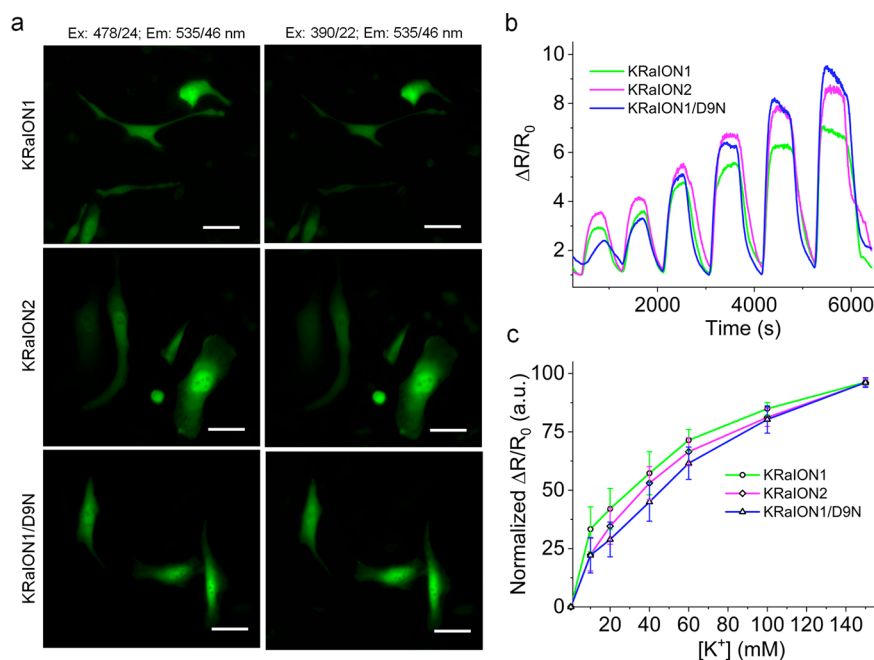 a
Ex: 478/24; Em: 535/46 nm
Ex: 390/22; Em: 535/46 nm
KRaION1
KRaION2
KRaION1/D9N
b
KRaION1
KRaION2
KRaION1/D9N
10
8
6
4
2
ΔR/R0
2000
4000
6000
Time (s)
c
100
75
50
25
0
Normalized ΔR/R0 (a.u.)
KRaION1
KRaION2
KRaION1/D9N
20
40
60
80
100
120
140
[K+] (mM)